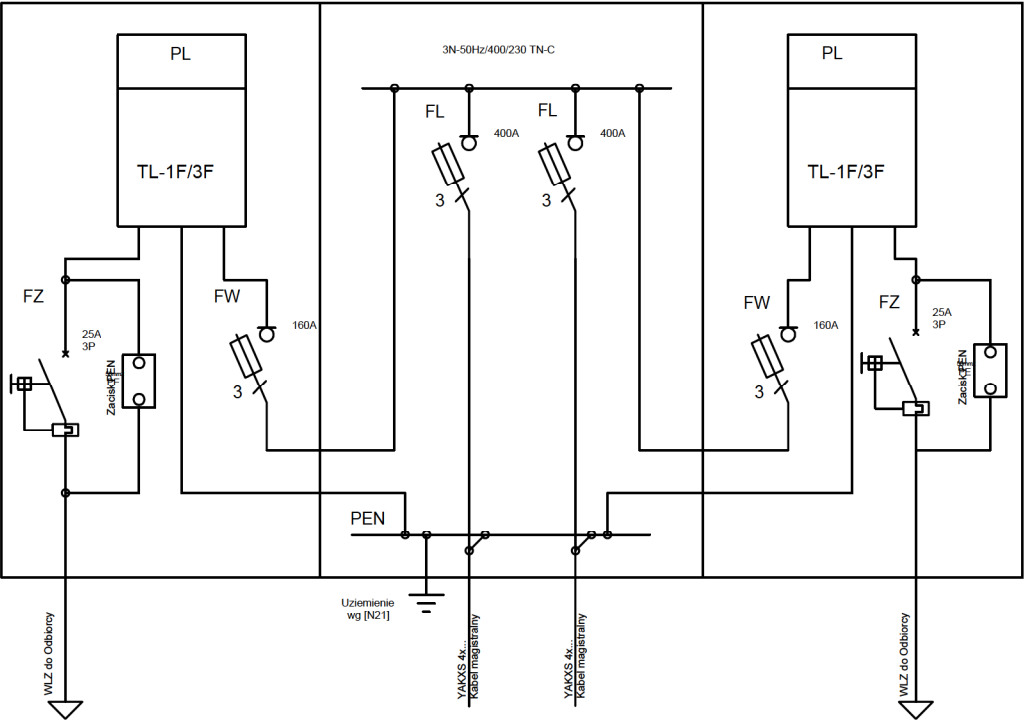 PL
TL-1F/3F
FZ
25A
3P
Zacisk PEN
FW
160A
3
3N-50Hz/400/230 TN-C
FL
400A
3
FL
400A
3
PEN
Uziemienie
wg [N21]
YAKXS 4x...
Kabel magistralny
YAKXS 4x...
Kabel magistralny
PL
TL-1F/3F
FW
160A
3
FZ
25A
3P
Zacisk PEN
WLZ do Odbiorcy
WLZ do Odbiorcy